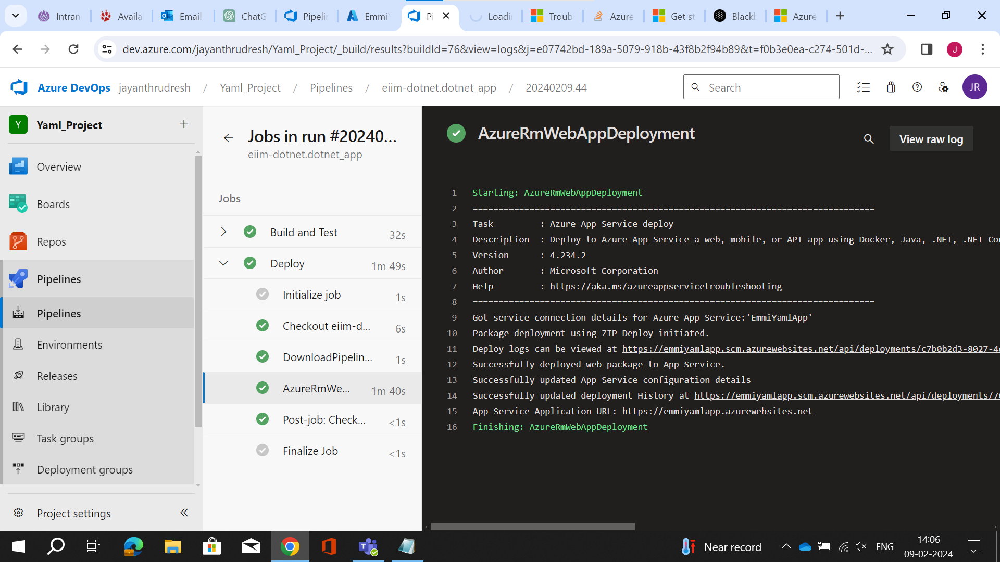 Intran
Availa
Email
ChatG
Pipelin
EmmiY
Pi
Loadin
Troub
Azure
Get st
Blackb
Azure
dev.azure.com/jayanthrudresh/Yaml_Project/_build/results?buildId=76&view=logs&j=e07742bd-189a-5079-918b-43f8b2f94b89&t=f0b3e0ea-c274-501d-...
J
Azure DevOps jayanthrudresh / Yaml_Project / Pipelines / eiim-dotnet.dotnet_app / 20240209.44
Search
JR
Y Yaml_Project
Overview
Boards
Repos
Pipelines
Pipelines
Environments
Releases
Library
Task groups
Deployment groups
Project settings
Jobs in run #20240...
eiim-dotnet.dotnet_app
Jobs
Build and Test 32s
Deploy 1m 49s
Initialize job 1s
Checkout eiim-d... 6s
DownloadPipelin... 1s
AzureRmWe... 1m 40s
Post-job: Check... <1s
Finalize Job <1s
AzureRmWebAppDeployment
View raw log
1 Starting: AzureRmWebAppDeployment
2 ==============================================================================
3 Task : Azure App Service deploy
4 Description : Deploy to Azure App Service a web, mobile, or API app using Docker, Java, .NET, .NET Cor
5 Version : 4.234.2
6 Author : Microsoft Corporation
7 Help : https://aka.ms/azureappservicetroubleshooting
8 ==============================================================================
9 Got service connection details for Azure App Service:'EmmiYamlApp'
10 Package deployment using ZIP Deploy initiated.
11 Deploy logs can be viewed at https://emmiyamlapp.scm.azurewebsites.net/api/deployments/c7b0b2d3-8027-4
12 Successfully deployed web package to App Service.
13 Successfully updated App Service configuration details
14 Successfully updated deployment History at https://emmiyamlapp.scm.azurewebsites.net/api/deployments/7
15 App Service Application URL: https://emmiyamlapp.azurewebsites.net
16 Finishing: AzureRmWebAppDeployment
Near record
ENG
14:06
09-02-2024